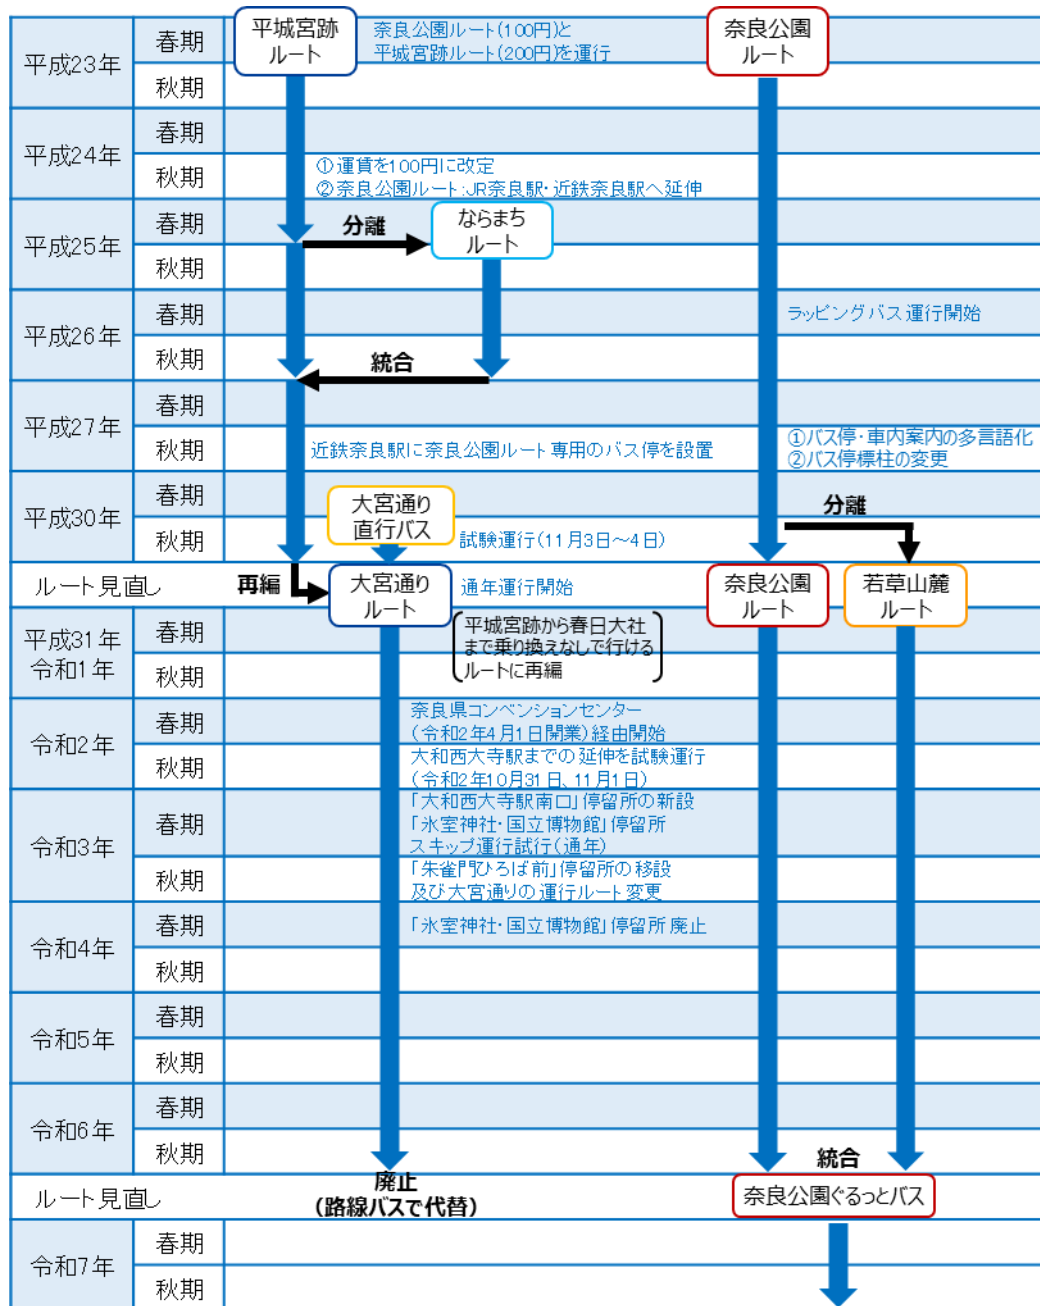 平成23年
春期
平城宮跡
ルート
奈良公園ルート(100円)と
平城宮跡ルート(200円)を運行
奈良公園
ルート
秋期
平成24年
春期
秋期
①運賃を100円に改定
②奈良公園ルート:JR奈良駅・近鉄奈良駅へ延伸
平成25年
春期
分離
ならまち
ルート
秋期
平成26年
春期
ラッピングバス運行開始
秋期
統合
平成27年
春期
秋期
近鉄奈良駅に奈良公園ルート専用のバス停を設置
①バス停・車内案内の多言語化
②バス停標柱の変更
平成30年
春期
大宮通り
直行バス
分離
秋期
試験運行(11月3日～4日)
ルート見直し
再編
大宮通り
ルート
通年運行開始
奈良公園
ルート
若草山麓
ルート
平成31年
令和1年
春期
平城宮跡から春日大社
まで乗り換えなしで行ける
ルートに再編
秋期
令和2年
春期
奈良県コンベンションセンター
(令和2年4月1日開業)経由開始
秋期
大和西大寺駅までの延伸を試験運行
(令和2年10月31日、11月1日)
令和3年
春期
「大和西大寺駅南口」停留所の新設
「氷室神社・国立博物館」停留所
スキップ運行試行(通年)
秋期
「朱雀門ひろば前」停留所の移設
及び大宮通りの運行ルート変更
令和4年
春期
「氷室神社・国立博物館」停留所廃止
秋期
令和5年
春期
秋期
令和6年
春期
秋期
統合
ルート見直し
廃止
(路線バスで代替)
奈良公園ぐるっとバス
令和7年
春期
秋期